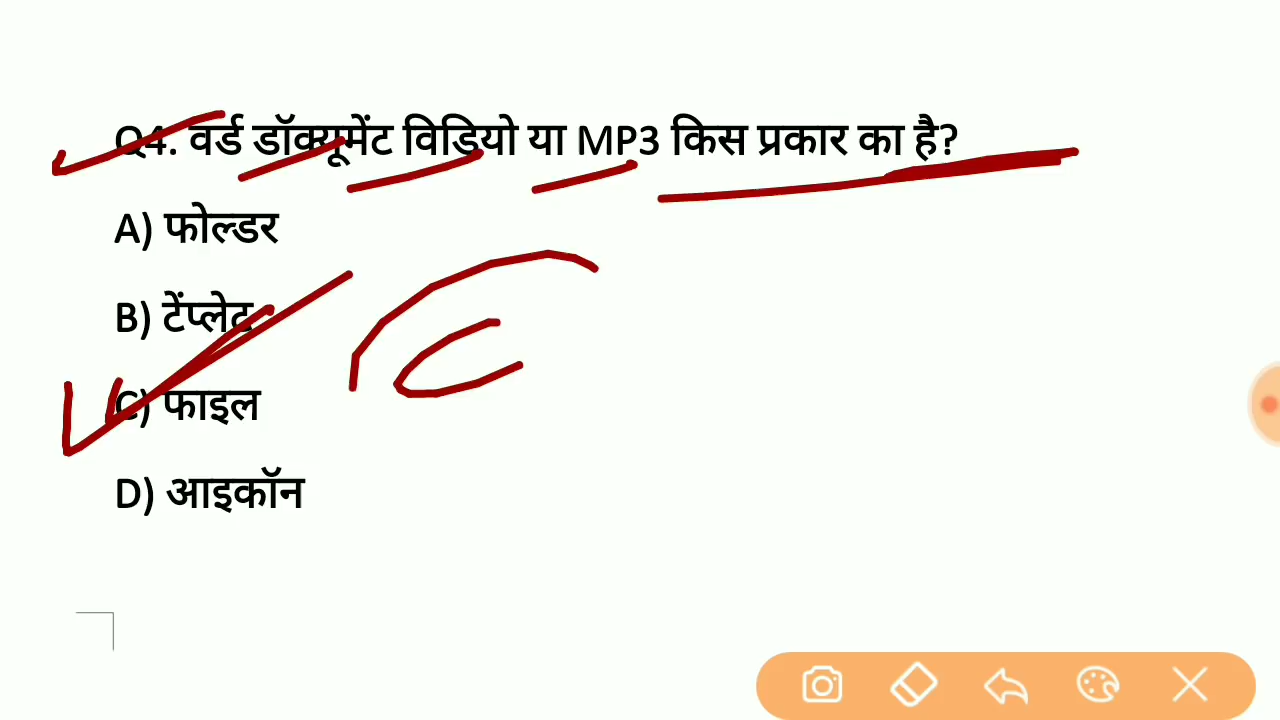 Q4. वर्ड डॉक्यूमेंट विडियो या MP3 किस प्रकार का है?
A) फोल्डर
B) टेंप्लेट
C) फाइल
D) आइकॉन